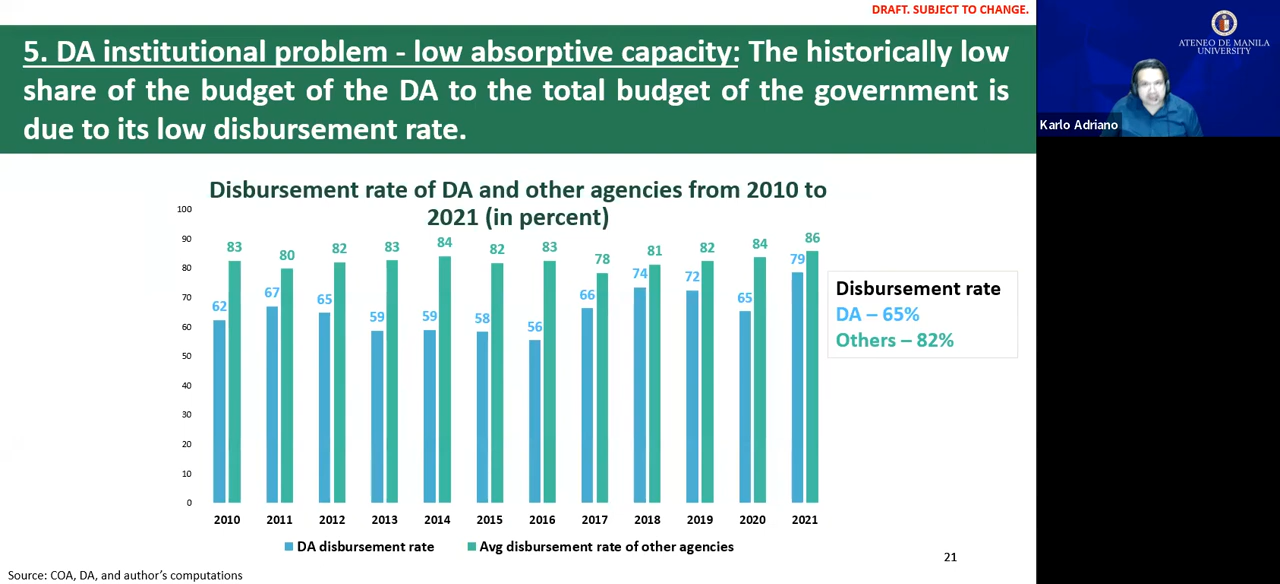 DRAFT. SUBJECT TO CHANGE.
5. DA institutional problem - low absorptive capacity: The historically low
share of the budget of the DA to the total budget of the government is
due to its low disbursement rate.
ATENEO DE MANILA
UNIVERSITY
Karlo Adriano
Disbursement rate of DA and other agencies from 2010 to
2021 (in percent)
100
90
80
70
60
50
40
30
20
10
0
62 83
67 80
65 82
59 83
59 84
58 82
56 83
66 78
74 81
72 82
65 84
79 86
2010 2011 2012 2013 2014 2015 2016 2017 2018 2019 2020 2021
DA disbursement rate Avg disbursement rate of other agencies
Disbursement rate
DA – 65%
Others – 82%
21
Source: COA, DA, and author's computations